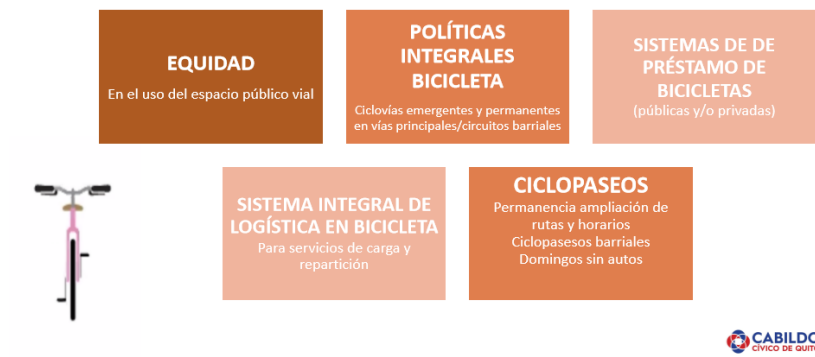 EQUIDAD
En el uso del espacio público vial
POLÍTICAS
INTEGRALES
BICICLETA
Ciclovías emergentes y permanentes
en vías principales/circuitos barriales
SISTEMAS DE DE
PRÉSTAMO DE
BICICLETAS
(públicas y/o privadas)
SISTEMA INTEGRAL DE
LOGÍSTICA EN BICICLETA
Para servicios de carga y
repartición
CICLOPASEOS
Permanencia ampliación de
rutas y horarios
Ciclopasesos barriales
Domingos sin autos
CABILDO
CÍVICO DE QUITO